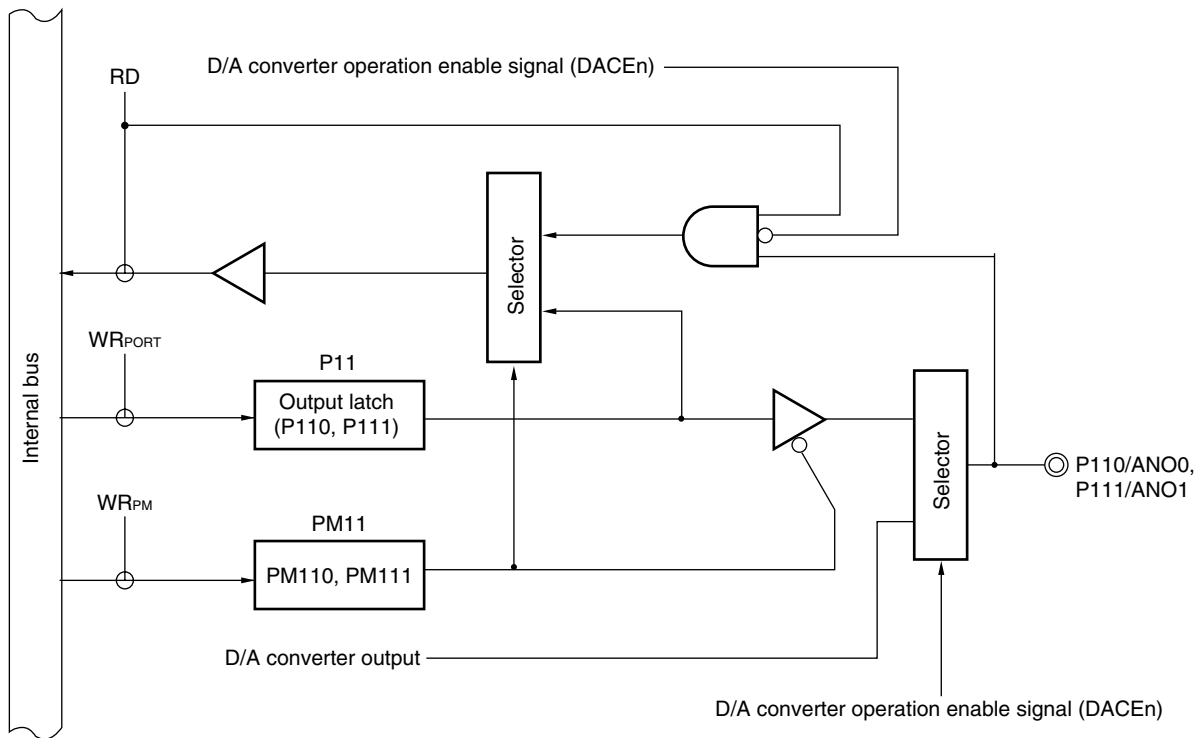 D/A converter operation enable signal (DACEn)
RD
Selector
WRPORT
P11
Output latch
(P110, P111)
Internal bus
Selector
P110/ANO0,
P111/ANO1
WRPM
PM11
PM110, PM111
D/A converter output
D/A converter operation enable signal (DACEn)